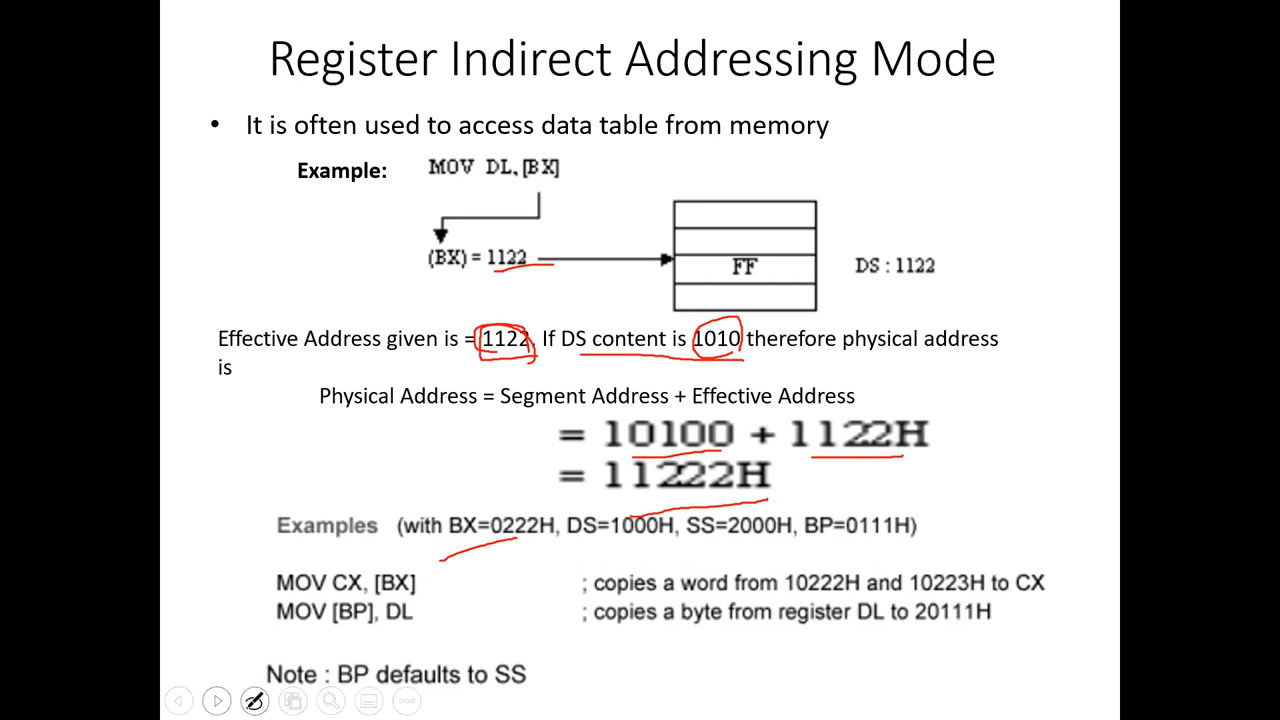 Register Indirect Addressing Mode
• It is often used to access data table from memory
Example: MOV DL, [BX]
(BX) = 1122
FF
DS : 1122
Effective Address given is = 1122. If DS content is 1010 therefore physical address
is
Physical Address = Segment Address + Effective Address
= 10100 + 1122H
= 11222H
Examples (with BX=0222H, DS=1000H, SS=2000H, BP=0111H)
MOV CX, [BX] ; copies a word from 10222H and 10223H to CX
MOV [BP], DL ; copies a byte from register DL to 20111H
Note : BP defaults to SS